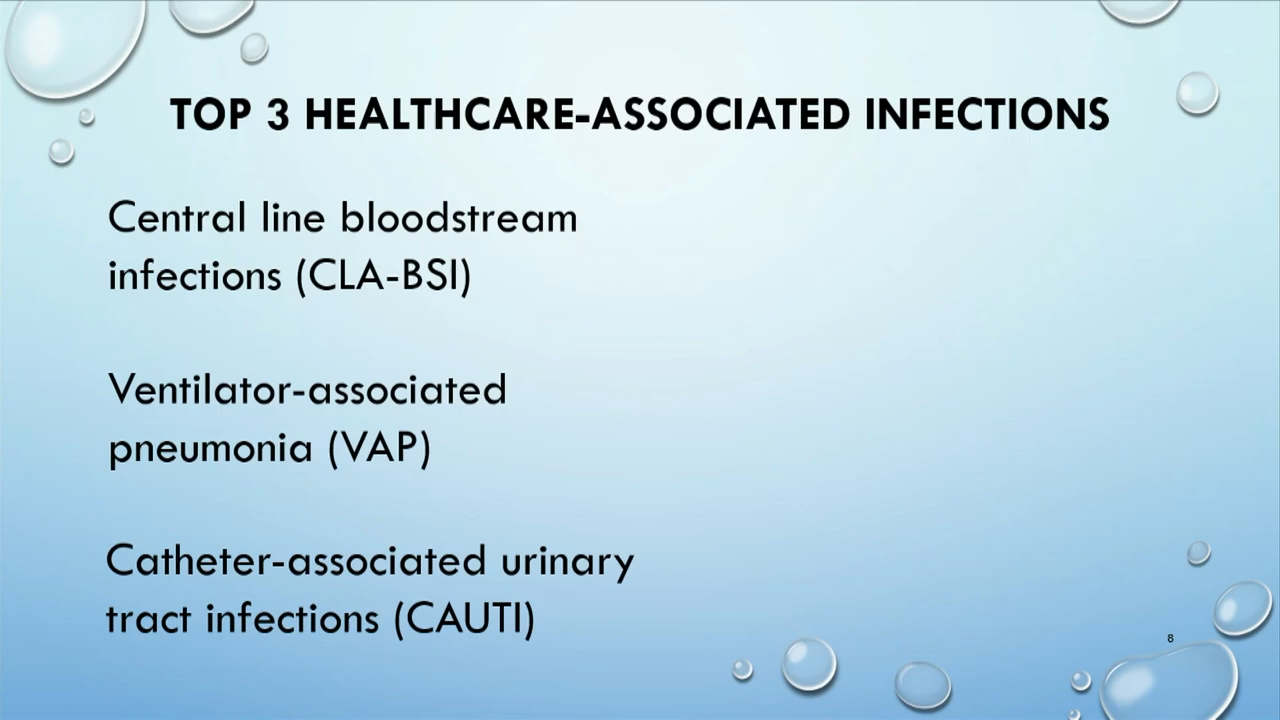 TOP 3 HEALTHCARE-ASSOCIATED INFECTIONS
Central line bloodstream
infections (CLA-BSI)
Ventilator-associated
pneumonia (VAP)
Catheter-associated urinary
tract infections (CAUTI)
8